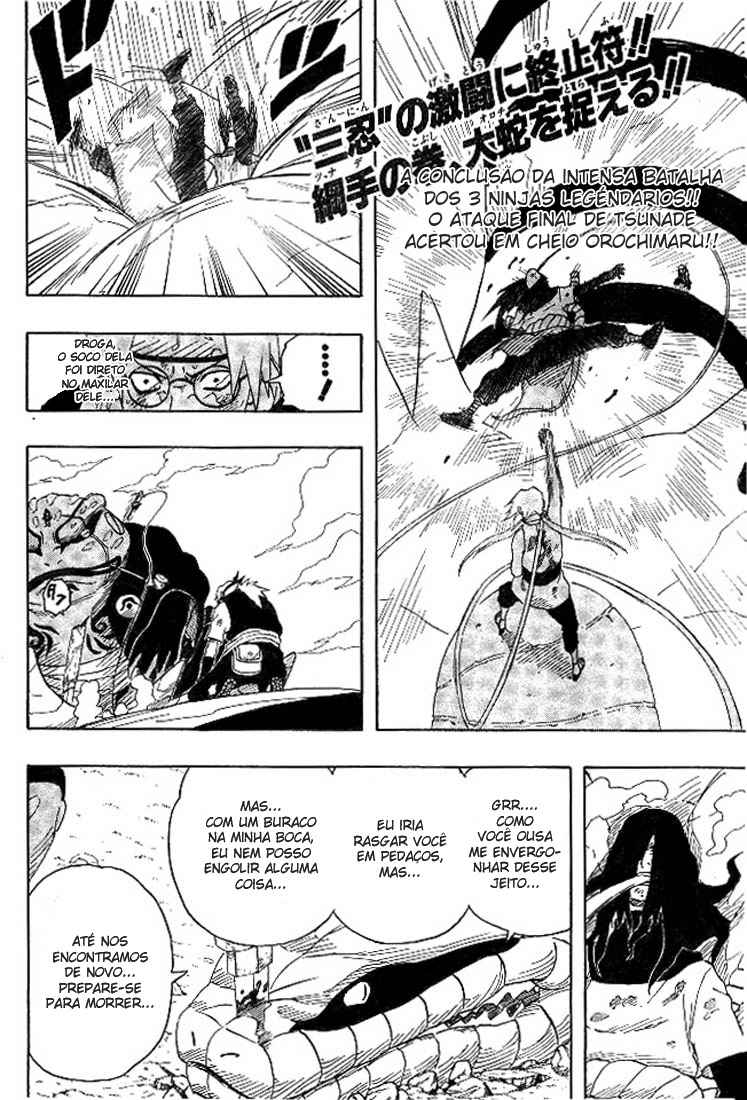 "三忍"の激闘に終止符!!
綱手の拳、大蛇を捉える!!
A CONCLUSÃO DA INTENSA BATALHA
DOS 3 NINJAS LEGENDÁRIOS!!
O ATAQUE FINAL DE TSUNADE
ACERTOU EM CHEIO OROCHIMARU!!
ドドド
DROGA,
O SOCO DELA
FOI DIRETO
NO MAXILAR
DELE....
...!
GRR....
COMO
VOCÊ OUSA
ME ENVERGO-
NHAR DESSE
JEITO...
EU IRIA
RASGAR VOCÊ
EM PEDAÇOS,
MAS...
MAS...
COM UM BURACO
NA MINHA BOCA,
EU NEM POSSO
ENGOLIR ALGUMA
COISA...
ATÉ NOS
ENCONTRAMOS
DE NOVO...
PREPARE-SE
PARA MORRER...